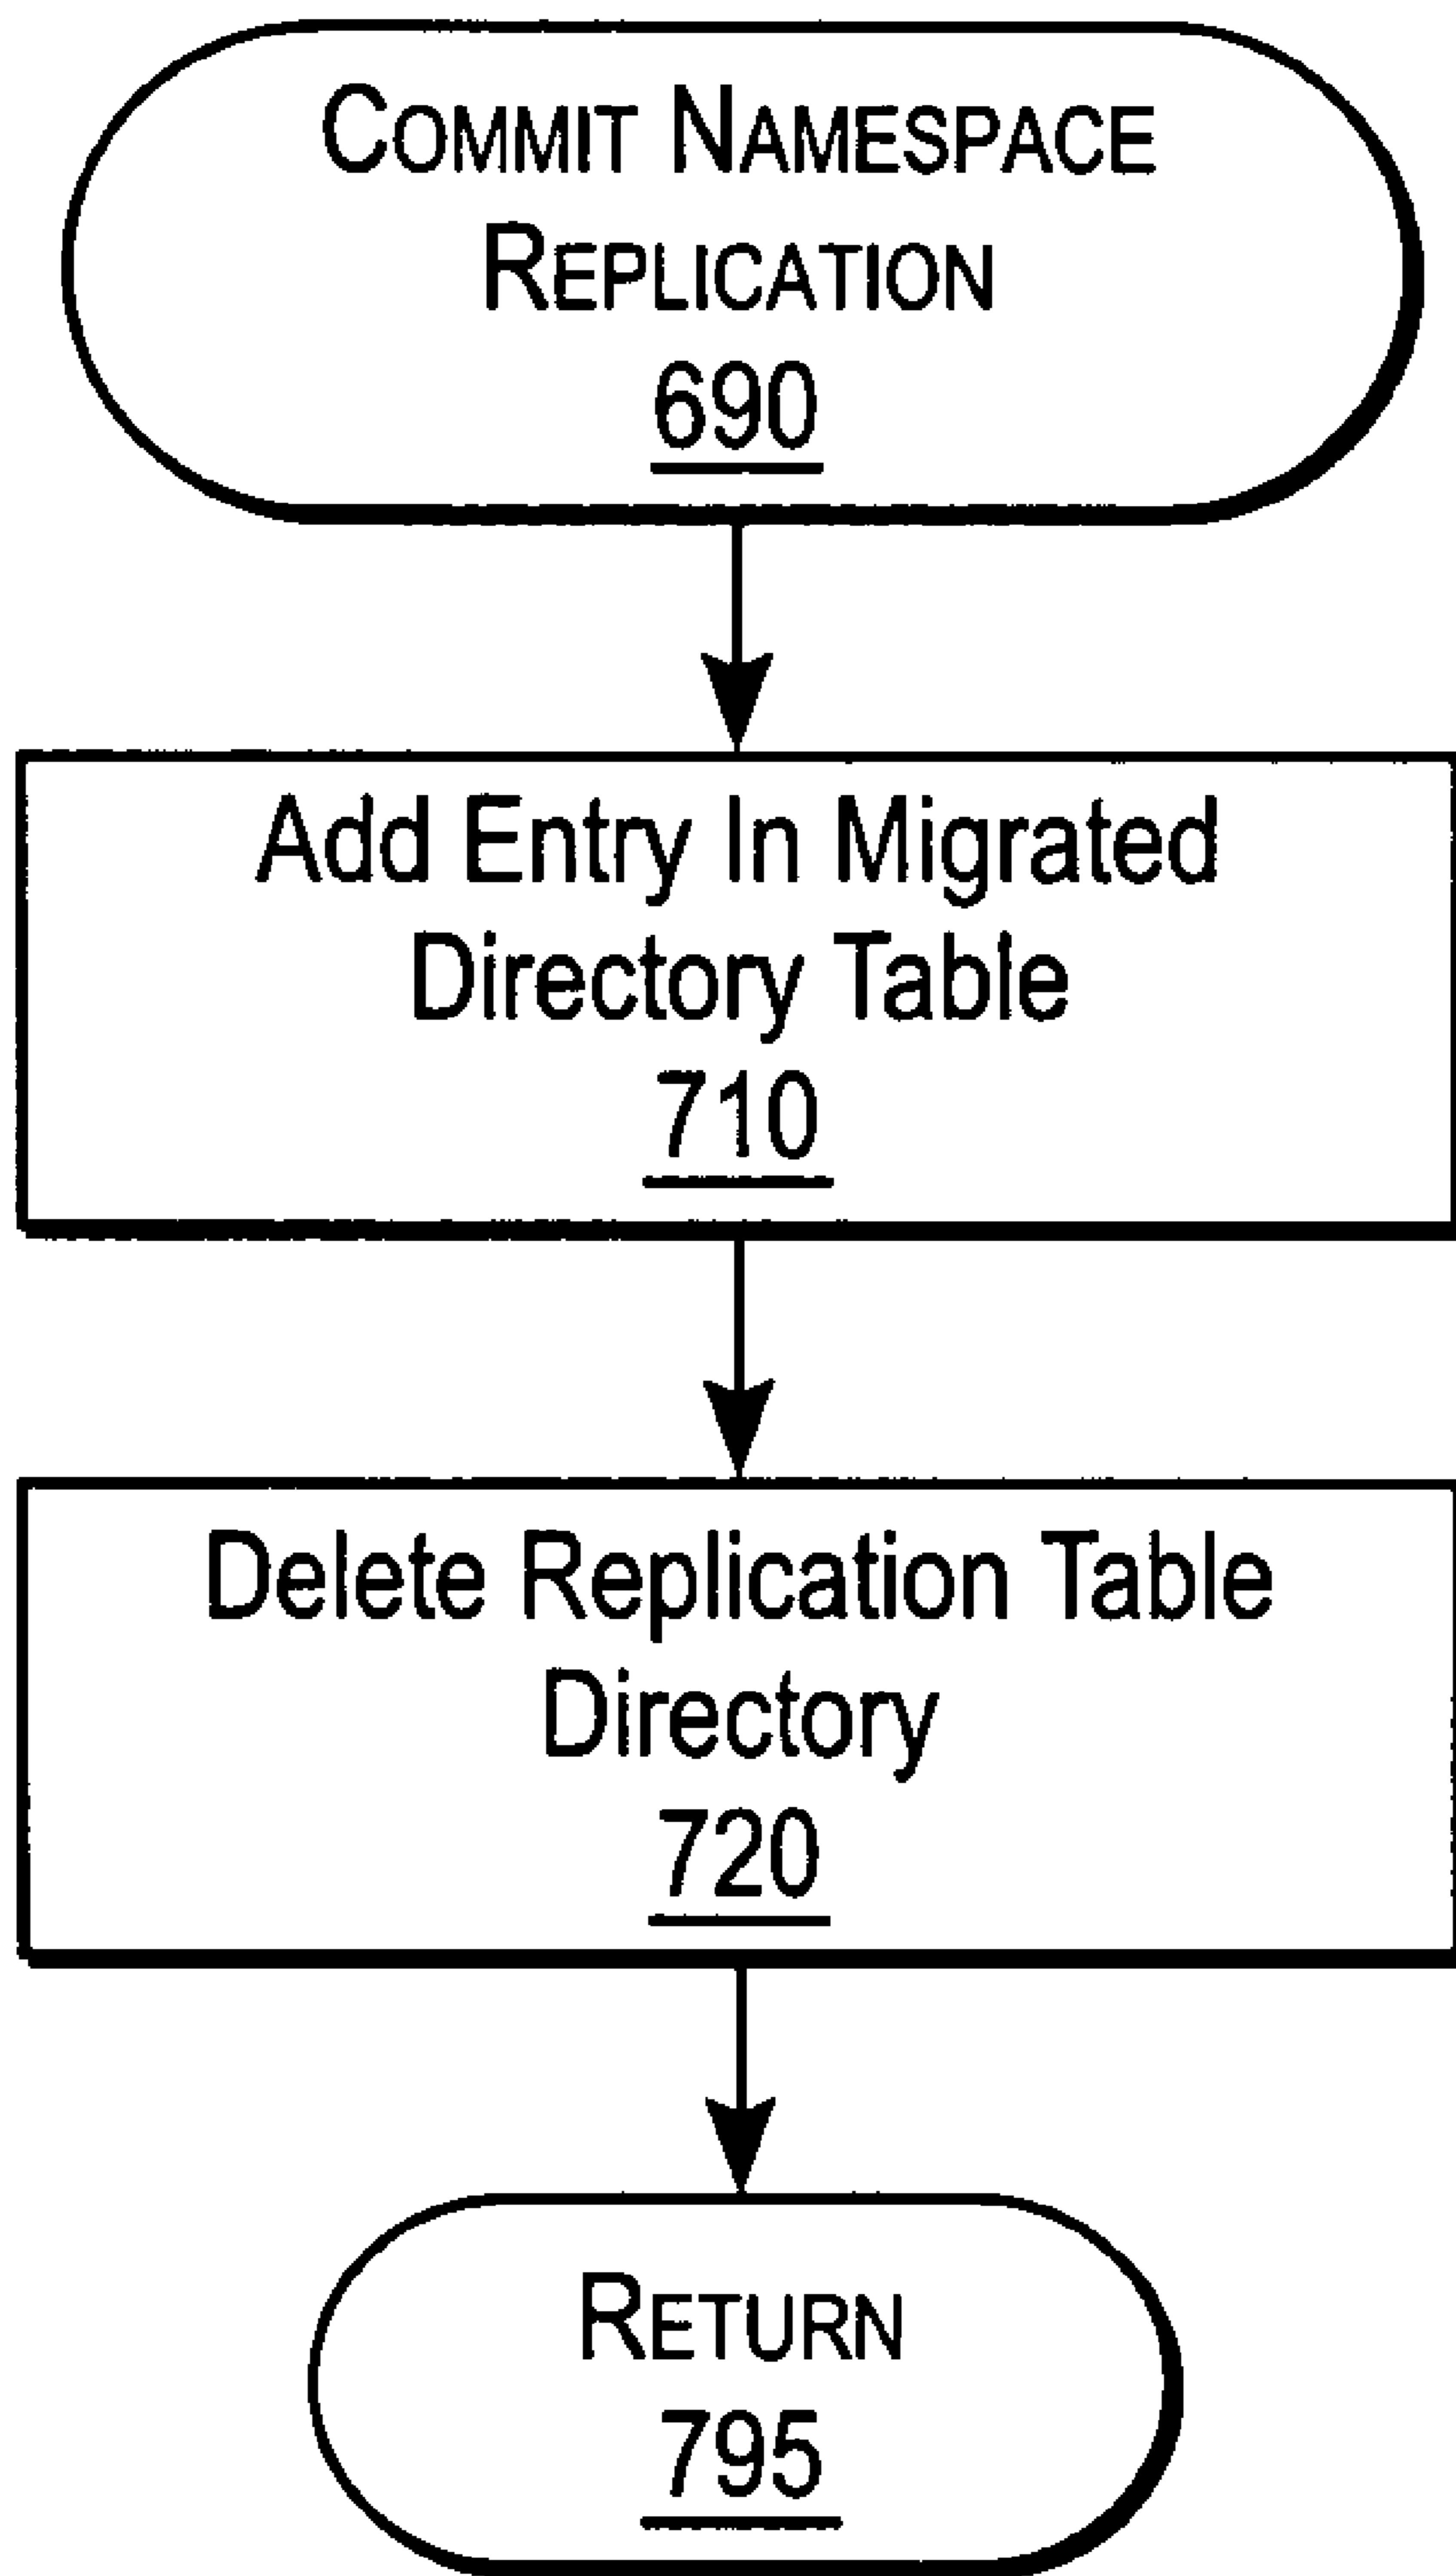 COMMIT NAMESPACE
REPLICATION
690
Add Entry In Migrated
Directory Table
710
Delete Replication Table
Directory
720
RETURN
795